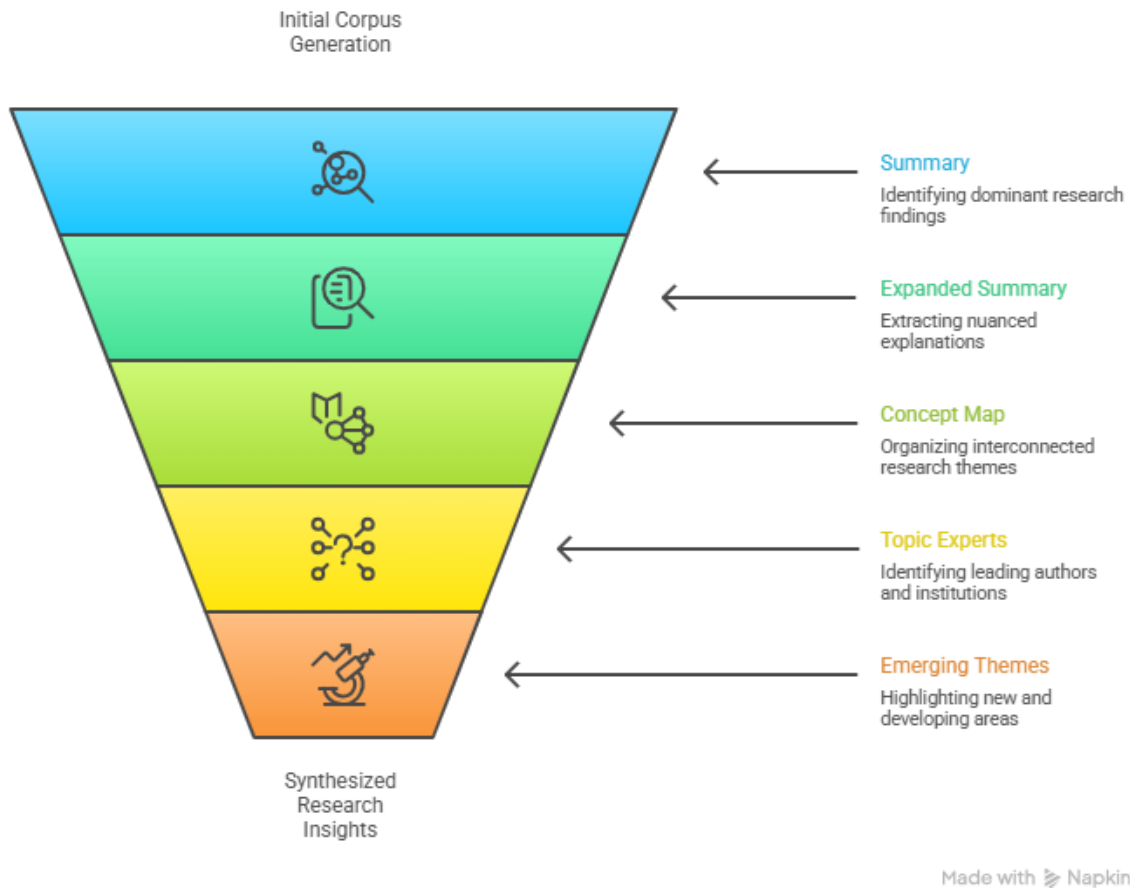 Initial Corpus
Generation
Summary
Identifying dominant research
findings
Expanded Summary
Extracting nuanced
explanations
Concept Map
Organizing interconnected
research themes
Topic Experts
Identifying leading authors
and institutions
Emerging Themes
Highlighting new and
developing areas
Synthesized
Research
Insights
Made with Napkin